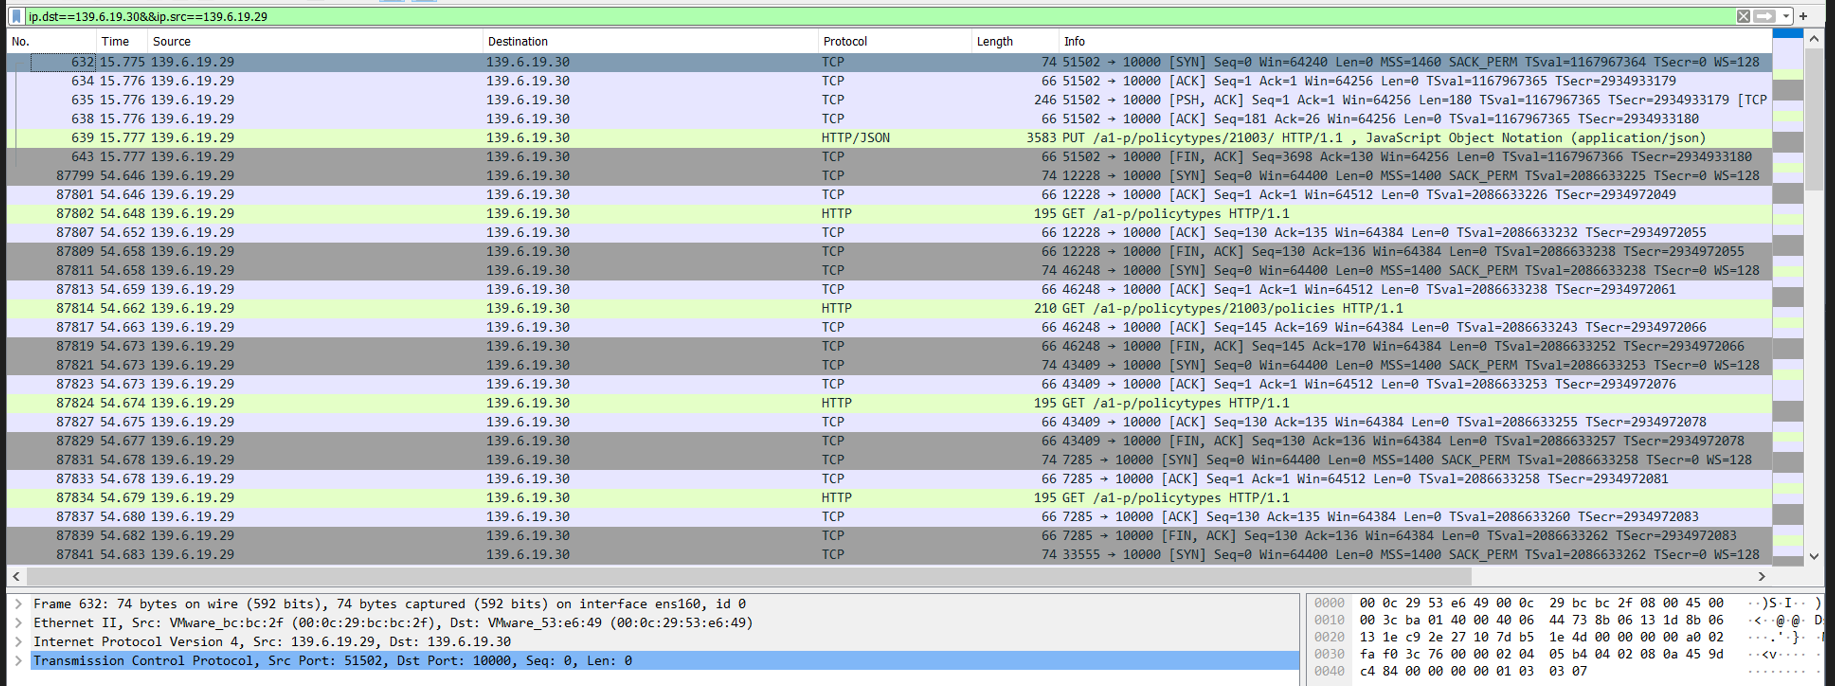 ip.dst==139.6.19.30&&ip.src==139.6.19.29
No. Time Source Destination Protocol Length Info
632 15.775 139.6.19.29 139.6.19.30 TCP 74 51502 → 10000 [SYN] Seq=0 Win=64240 Len=0 MSS=1460 SACK_PERM TSval=1167967364 TSecr=0 WS=128
634 15.776 139.6.19.29 139.6.19.30 TCP 66 51502 → 10000 [ACK] Seq=1 Ack=1 Win=64256 Len=0 TSval=1167967365 TSecr=2934933179
635 15.776 139.6.19.29 139.6.19.30 TCP 246 51502 → 10000 [PSH, ACK] Seq=1 Ack=1 Win=64256 Len=180 TSval=1167967365 TSecr=2934933179 [TCP
638 15.776 139.6.19.29 139.6.19.30 TCP 66 51502 → 10000 [ACK] Seq=181 Ack=26 Win=64256 Len=0 TSval=1167967365 TSecr=2934933180
639 15.777 139.6.19.29 139.6.19.30 HTTP/JSON 3583 PUT /a1-p/policytypes/21003/ HTTP/1.1 , JavaScript Object Notation (application/json)
643 15.777 139.6.19.29 139.6.19.30 TCP 66 51502 → 10000 [FIN, ACK] Seq=3698 Ack=130 Win=64256 Len=0 TSval=1167967366 TSecr=2934933180
87799 54.646 139.6.19.29 139.6.19.30 TCP 74 12228 → 10000 [SYN] Seq=0 Win=64400 Len=0 MSS=1400 SACK_PERM TSval=2086633225 TSecr=0 WS=128
87801 54.646 139.6.19.29 139.6.19.30 TCP 66 12228 → 10000 [ACK] Seq=1 Ack=1 Win=64512 Len=0 TSval=2086633226 TSecr=2934972049
87802 54.648 139.6.19.29 139.6.19.30 HTTP 195 GET /a1-p/policytypes HTTP/1.1
87807 54.652 139.6.19.29 139.6.19.30 TCP 66 12228 → 10000 [ACK] Seq=130 Ack=135 Win=64384 Len=0 TSval=2086633232 TSecr=2934972055
87809 54.658 139.6.19.29 139.6.19.30 TCP 66 12228 → 10000 [FIN, ACK] Seq=130 Ack=136 Win=64384 Len=0 TSval=2086633238 TSecr=2934972055
87811 54.658 139.6.19.29 139.6.19.30 TCP 74 46248 → 10000 [SYN] Seq=0 Win=64400 Len=0 MSS=1400 SACK_PERM TSval=2086633238 TSecr=0 WS=128
87813 54.659 139.6.19.29 139.6.19.30 TCP 66 46248 → 10000 [ACK] Seq=1 Ack=1 Win=64512 Len=0 TSval=2086633238 TSecr=2934972061
87814 54.662 139.6.19.29 139.6.19.30 HTTP 210 GET /a1-p/policytypes/21003/policies HTTP/1.1
87817 54.663 139.6.19.29 139.6.19.30 TCP 66 46248 → 10000 [ACK] Seq=145 Ack=169 Win=64384 Len=0 TSval=2086633243 TSecr=2934972066
87819 54.673 139.6.19.29 139.6.19.30 TCP 66 46248 → 10000 [FIN, ACK] Seq=145 Ack=170 Win=64384 Len=0 TSval=2086633252 TSecr=2934972066
87821 54.673 139.6.19.29 139.6.19.30 TCP 74 43409 → 10000 [SYN] Seq=0 Win=64400 Len=0 MSS=1400 SACK_PERM TSval=2086633253 TSecr=0 WS=128
87823 54.673 139.6.19.29 139.6.19.30 TCP 66 43409 → 10000 [ACK] Seq=1 Ack=1 Win=64512 Len=0 TSval=2086633253 TSecr=2934972076
87824 54.674 139.6.19.29 139.6.19.30 HTTP 195 GET /a1-p/policytypes HTTP/1.1
87827 54.675 139.6.19.29 139.6.19.30 TCP 66 43409 → 10000 [ACK] Seq=130 Ack=135 Win=64384 Len=0 TSval=2086633255 TSecr=2934972078
87829 54.677 139.6.19.29 139.6.19.30 TCP 66 43409 → 10000 [FIN, ACK] Seq=130 Ack=136 Win=64384 Len=0 TSval=2086633257 TSecr=2934972078
87831 54.678 139.6.19.29 139.6.19.30 TCP 74 7285 → 10000 [SYN] Seq=0 Win=64400 Len=0 MSS=1400 SACK_PERM TSval=2086633258 TSecr=0 WS=128
87833 54.678 139.6.19.29 139.6.19.30 TCP 66 7285 → 10000 [ACK] Seq=1 Ack=1 Win=64512 Len=0 TSval=2086633258 TSecr=2934972081
87834 54.679 139.6.19.29 139.6.19.30 HTTP 195 GET /a1-p/policytypes HTTP/1.1
87837 54.680 139.6.19.29 139.6.19.30 TCP 66 7285 → 10000 [ACK] Seq=130 Ack=135 Win=64384 Len=0 TSval=2086633260 TSecr=2934972083
87839 54.682 139.6.19.29 139.6.19.30 TCP 66 7285 → 10000 [FIN, ACK] Seq=130 Ack=136 Win=64384 Len=0 TSval=2086633262 TSecr=2934972083
87841 54.683 139.6.19.29 139.6.19.30 TCP 74 33555 → 10000 [SYN] Seq=0 Win=64400 Len=0 MSS=1400 SACK_PERM TSval=2086633262 TSecr=0 WS=128
Frame 632: 74 bytes on wire (592 bits), 74 bytes captured (592 bits) on interface ens160, id 0
Ethernet II, Src: VMware_bc:bc:2f (00:0c:29:bc:bc:2f), Dst: VMware_53:e6:49 (00:0c:29:53:e6:49)
Internet Protocol Version 4, Src: 139.6.19.29, Dst: 139.6.19.30
Transmission Control Protocol, Src Port: 51502, Dst Port: 10000, Seq: 0, Len: 0
0000 00 0c 29 53 e6 49 00 0c 29 bc bc 2f 08 00 45 00 ··)S·I·· )
0010 00 3c ba 01 40 00 40 06 44 73 8b 06 13 1d 8b 06 ·<··@·@· D
0020 13 1e c9 2e 27 10 7d b5 1e 4d 00 00 00 00 a0 02 ···.'·}· M
0030 fa f0 3c 76 00 00 02 04 05 b4 04 02 08 0a 45 9d ··<v····
0040 c4 84 00 00 00 00 01 03 03 07 ········